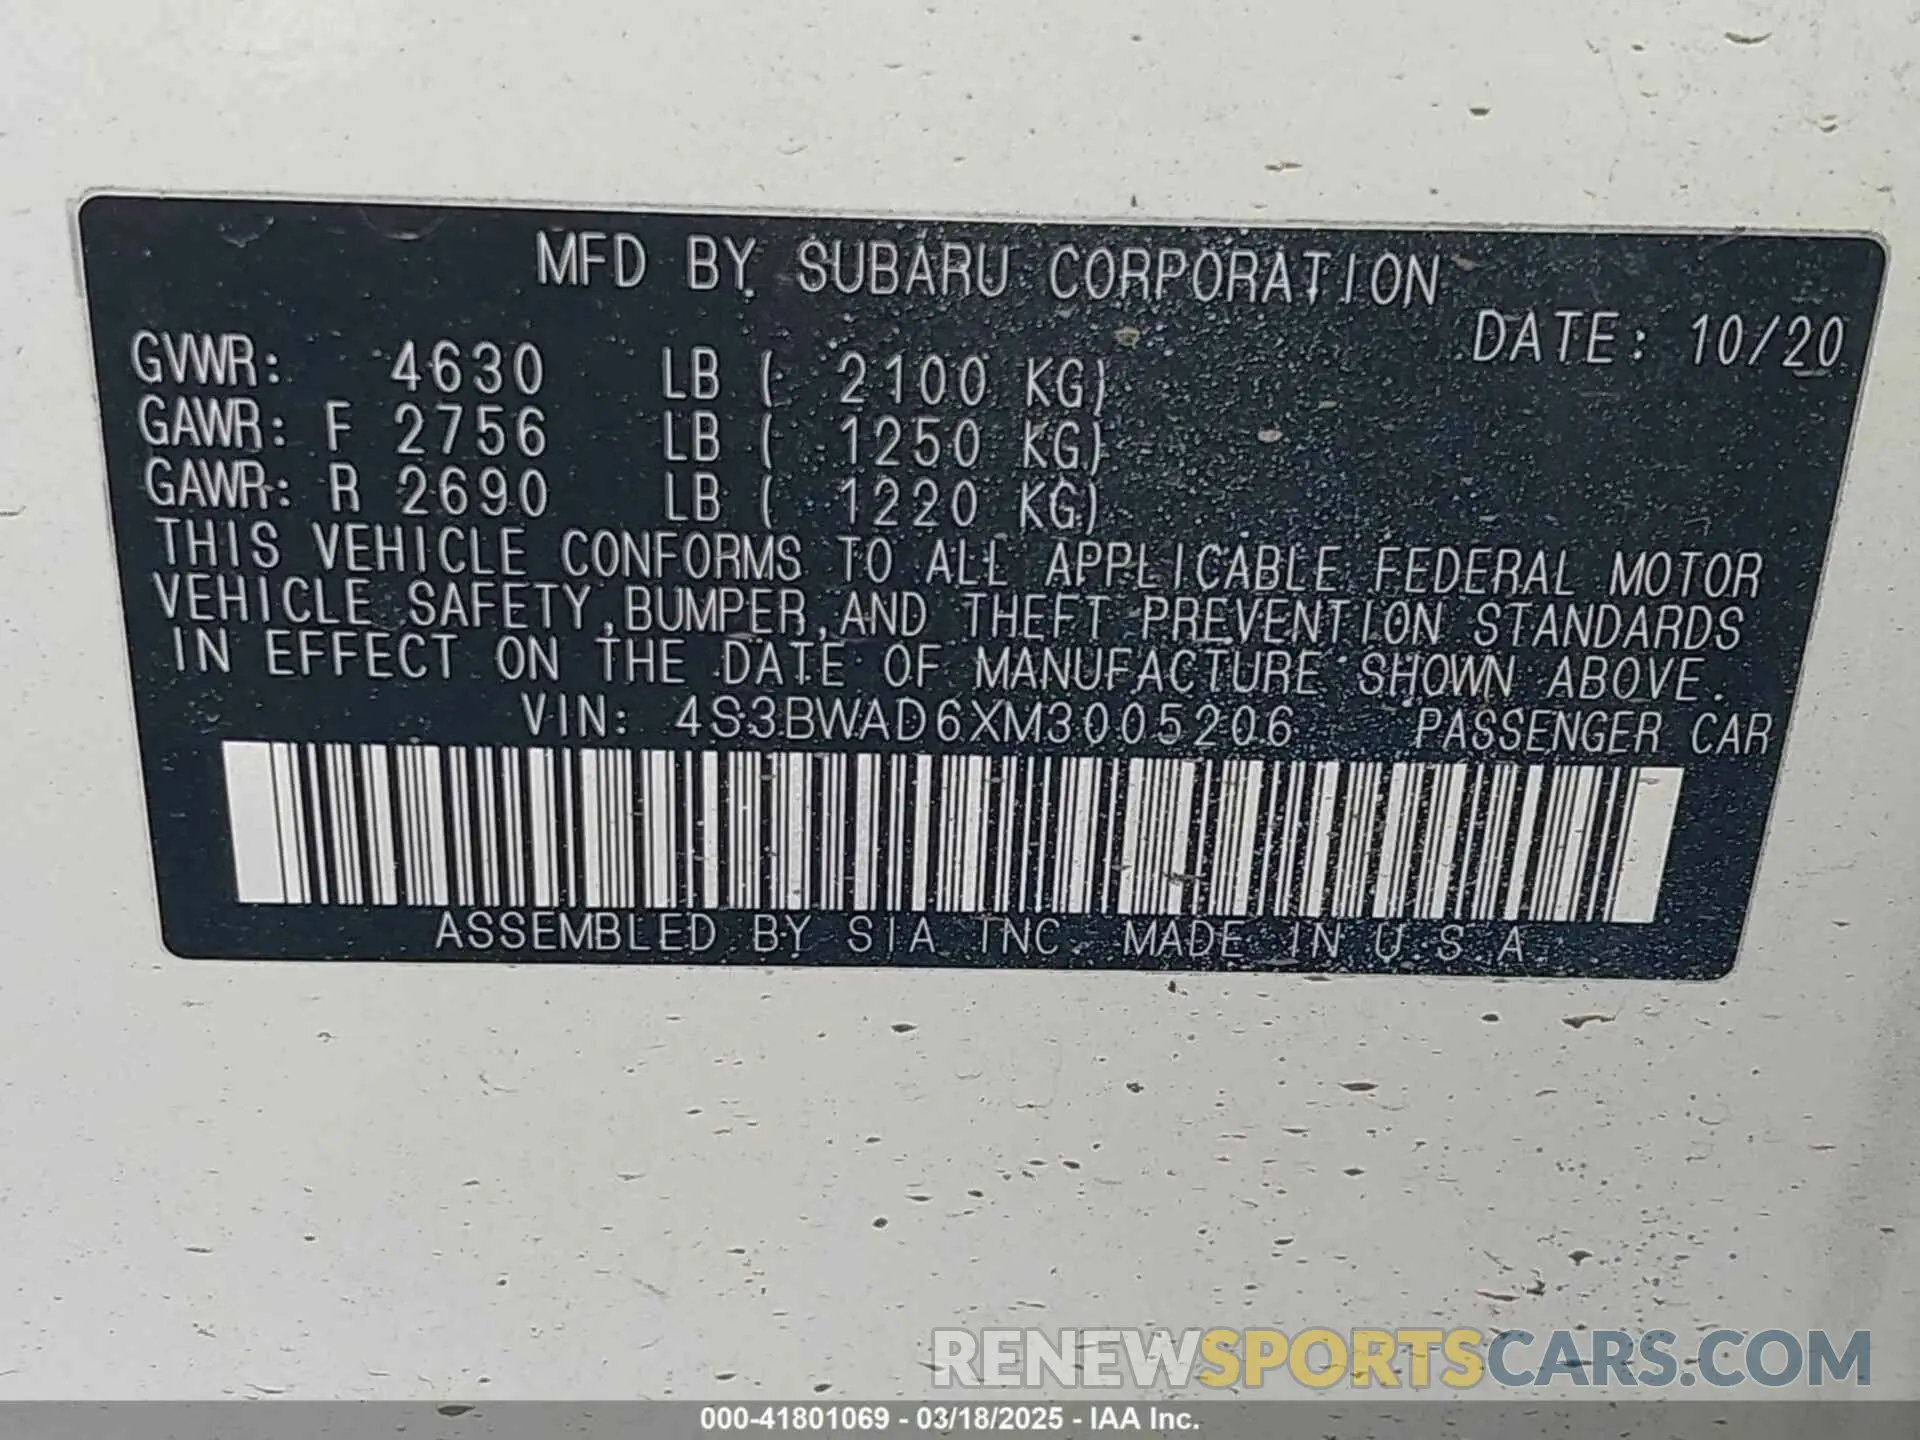 MFD BY SUBARU CORPORATION
DATE: 10/20
GVWR: 4630 LB ( 2100 KG)
GAWR: F 2756 LB ( 1250 KG)
GAWR: R 2690 LB ( 1220 KG)
THIS VEHICLE CONFORMS TO ALL APPLICABLE FEDERAL MOTOR
VEHICLE SAFETY,BUMPER,AND THEFT PREVENTION STANDARDS
IN EFFECT ON THE DATE OF MANUFACTURE SHOWN ABOVE.
VIN: 4S3BWAD6XM3005206 PASSENGER CAR
ASSEMBLED BY SIA INC. MADE IN U S A
RENEWSPORTSCARS.COM
000-41801069 - 03/18/2025 - IAA Inc.